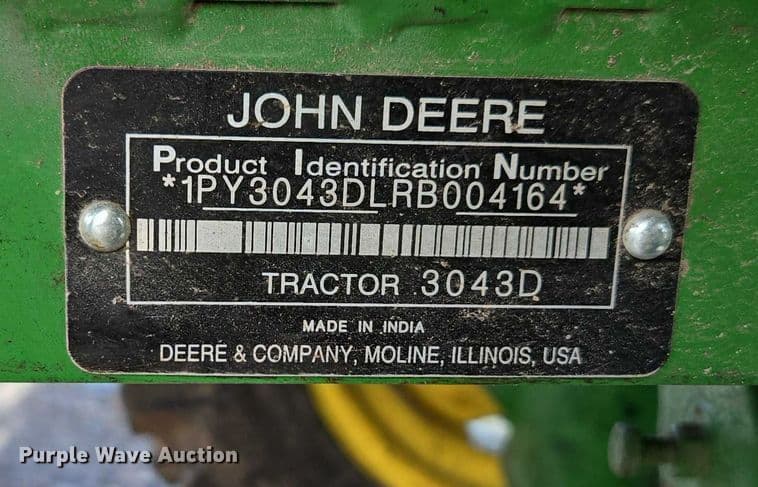 JOHN DEERE
Product Identification Number
*1PY3043DLRB004164*
TRACTOR 3043D
MADE IN INDIA
DEERE & COMPANY, MOLINE, ILLINOIS, USA
Purple Wave Auction